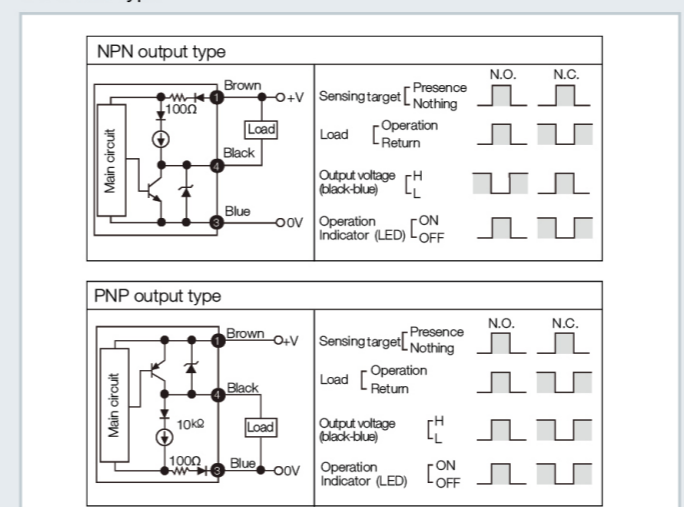 NPN output type
Brown
N.O. N.C.
1 +V
Sensing target Presence
Nothing
100Ω
Load
Load Operation
Return
Main circuit
Black
4
Output voltage H
(black-blue) L
Blue
3 0V
Operation ON
Indicator (LED) OFF
PNP output type
Brown
N.O. N.C.
1 +V
Sensing target Presence
Nothing
Main circuit
Black
4
Load Operation
Return
10kΩ
Load
Output voltage H
(black-blue) L
100Ω
Blue
3 0V
Operation ON
Indicator (LED) OFF